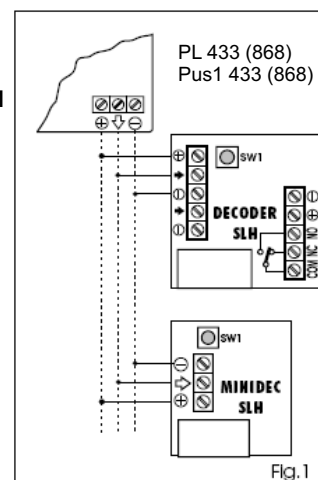 PL 433 (868)
Pus1 433 (868)
SW1
DECODER
SLH
COM NC NO
SW1
MINIDEC
SLH
Fig.1